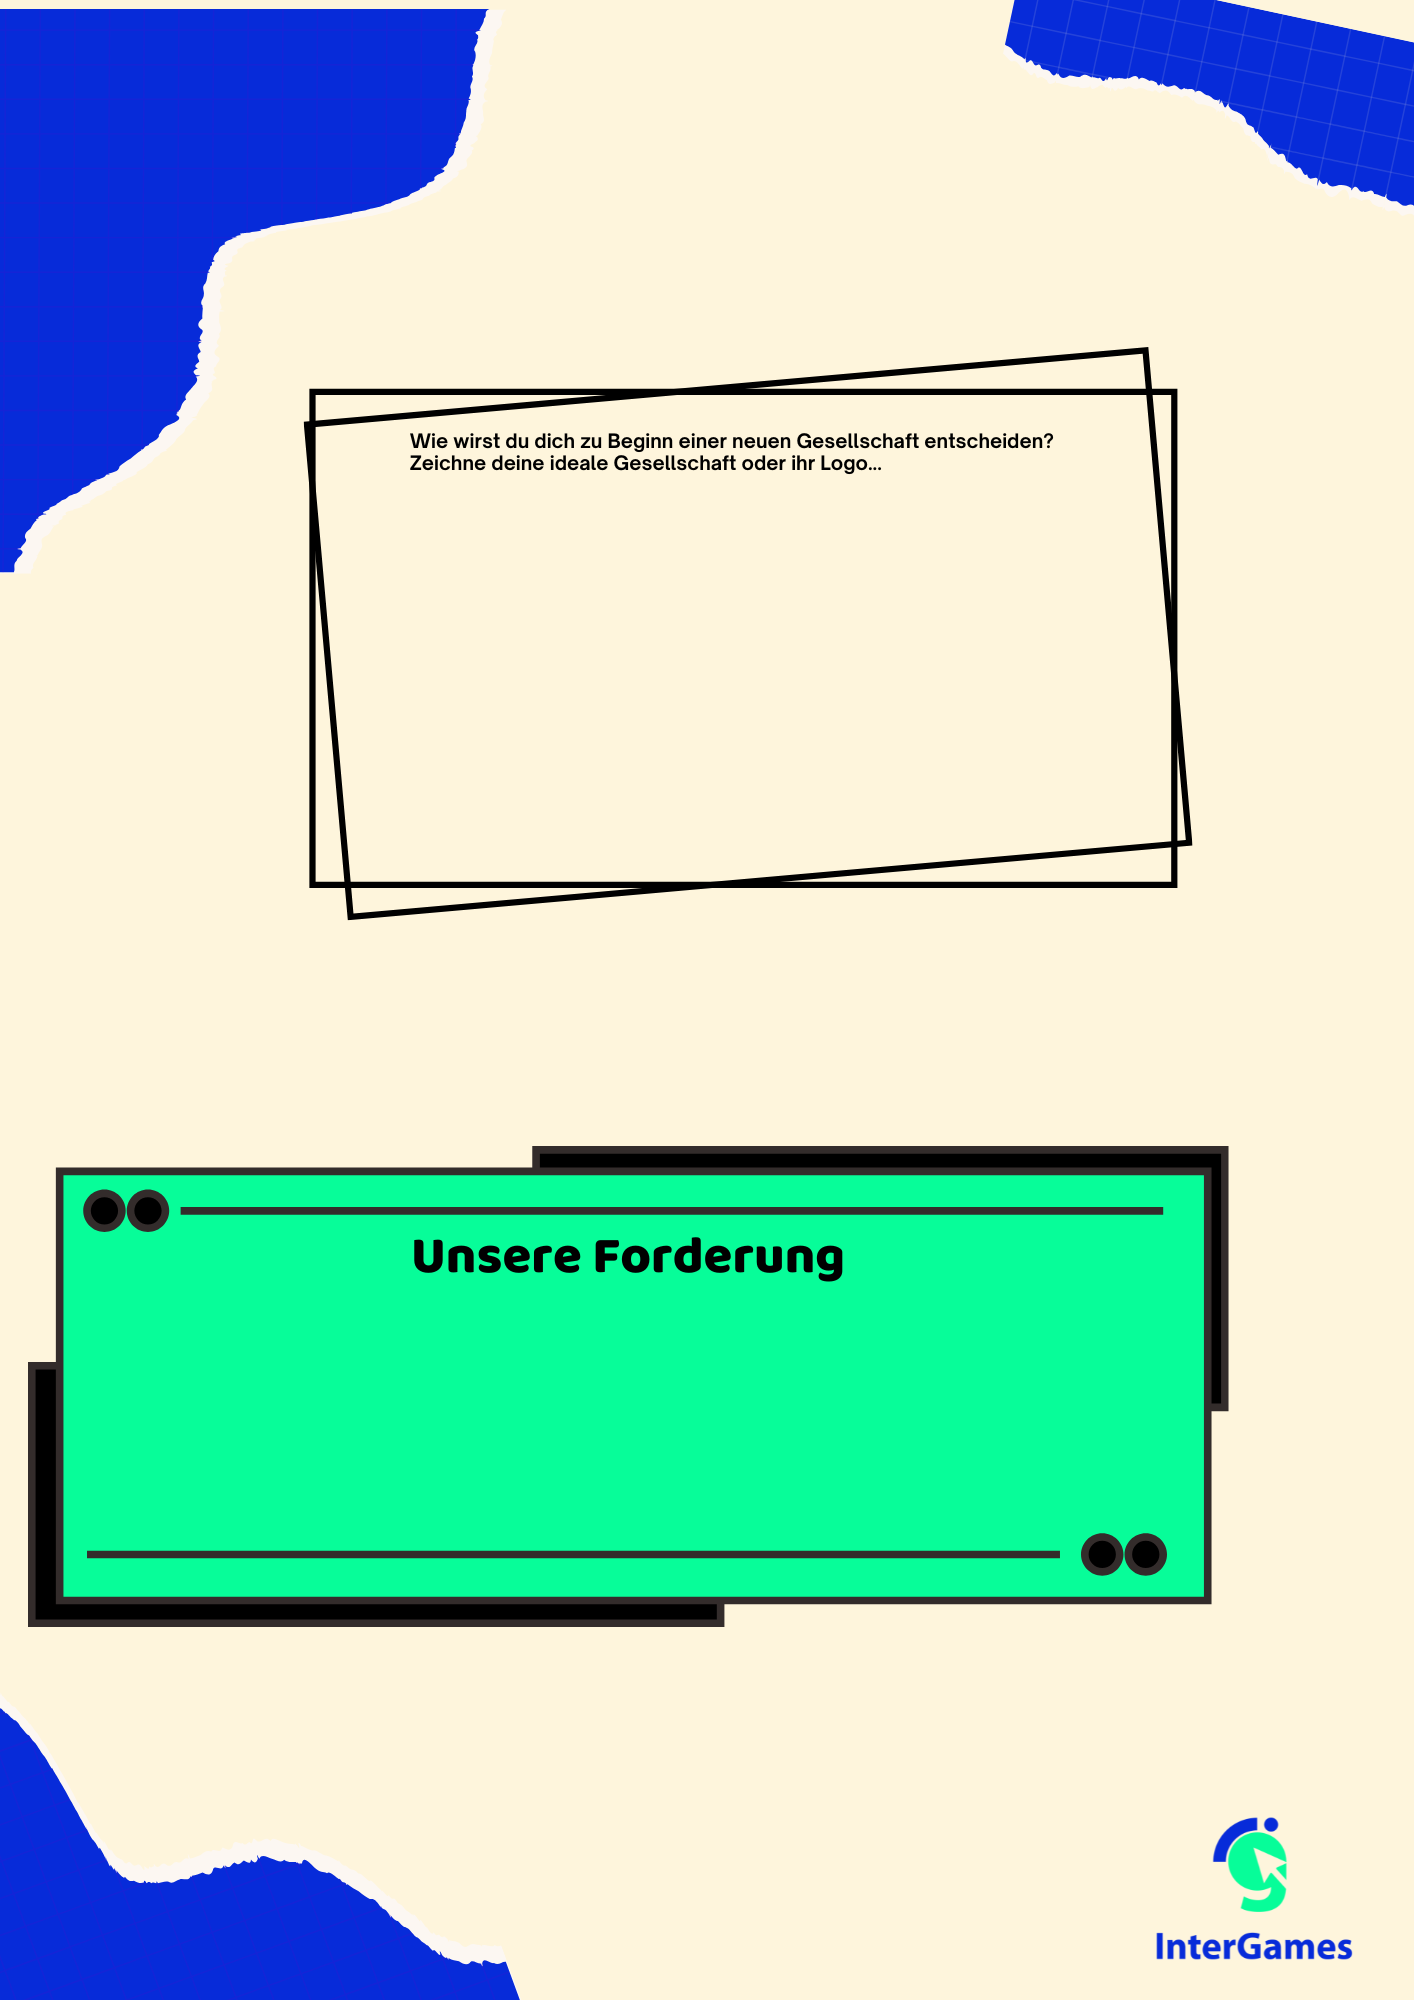 Wie wirst du dich zu Beginn einer neuen Gesellschaft entscheiden?
Zeichne deine ideale Gesellschaft oder ihr Logo...
Unsere Forderung
InterGames